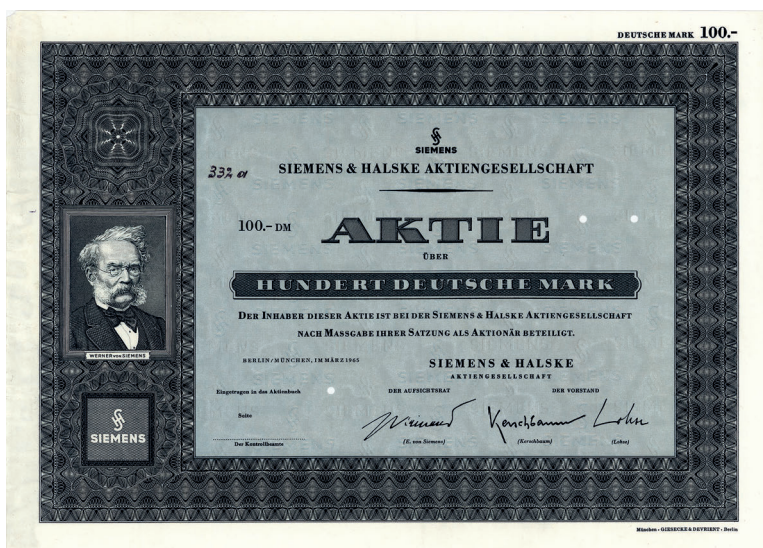 DEUTSCHE MARK 100.-
SIEMENS
SIEMENS & HALSKE AKTIENGESELLSCHAFT
332 a
100.- DM
AKTIE
ÜBER
HUNDERT DEUTSCHE MARK
DER INHABER DIESER AKTIE IST BEI DER SIEMENS & HALSKE AKTIENGESELLSCHAFT
NACH MASSGABE IHRER SATZUNG ALS AKTIONÄR BETEILIGT.
WERNER VON SIEMENS
BERLIN/MÜNCHEN, IM MÄRZ 1965
SIEMENS & HALSKE
AKTIENGESELLSCHAFT
Eingetragen in das Aktienbuch
DER AUFSICHTSRAT
DER VORSTAND
Seite
SIEMENS
Der Kontrollbeamte
(E. von Siemens)
(Kerschbaum)
(Lohse)
München · GIESECKE & DEVRIENT · Berlin